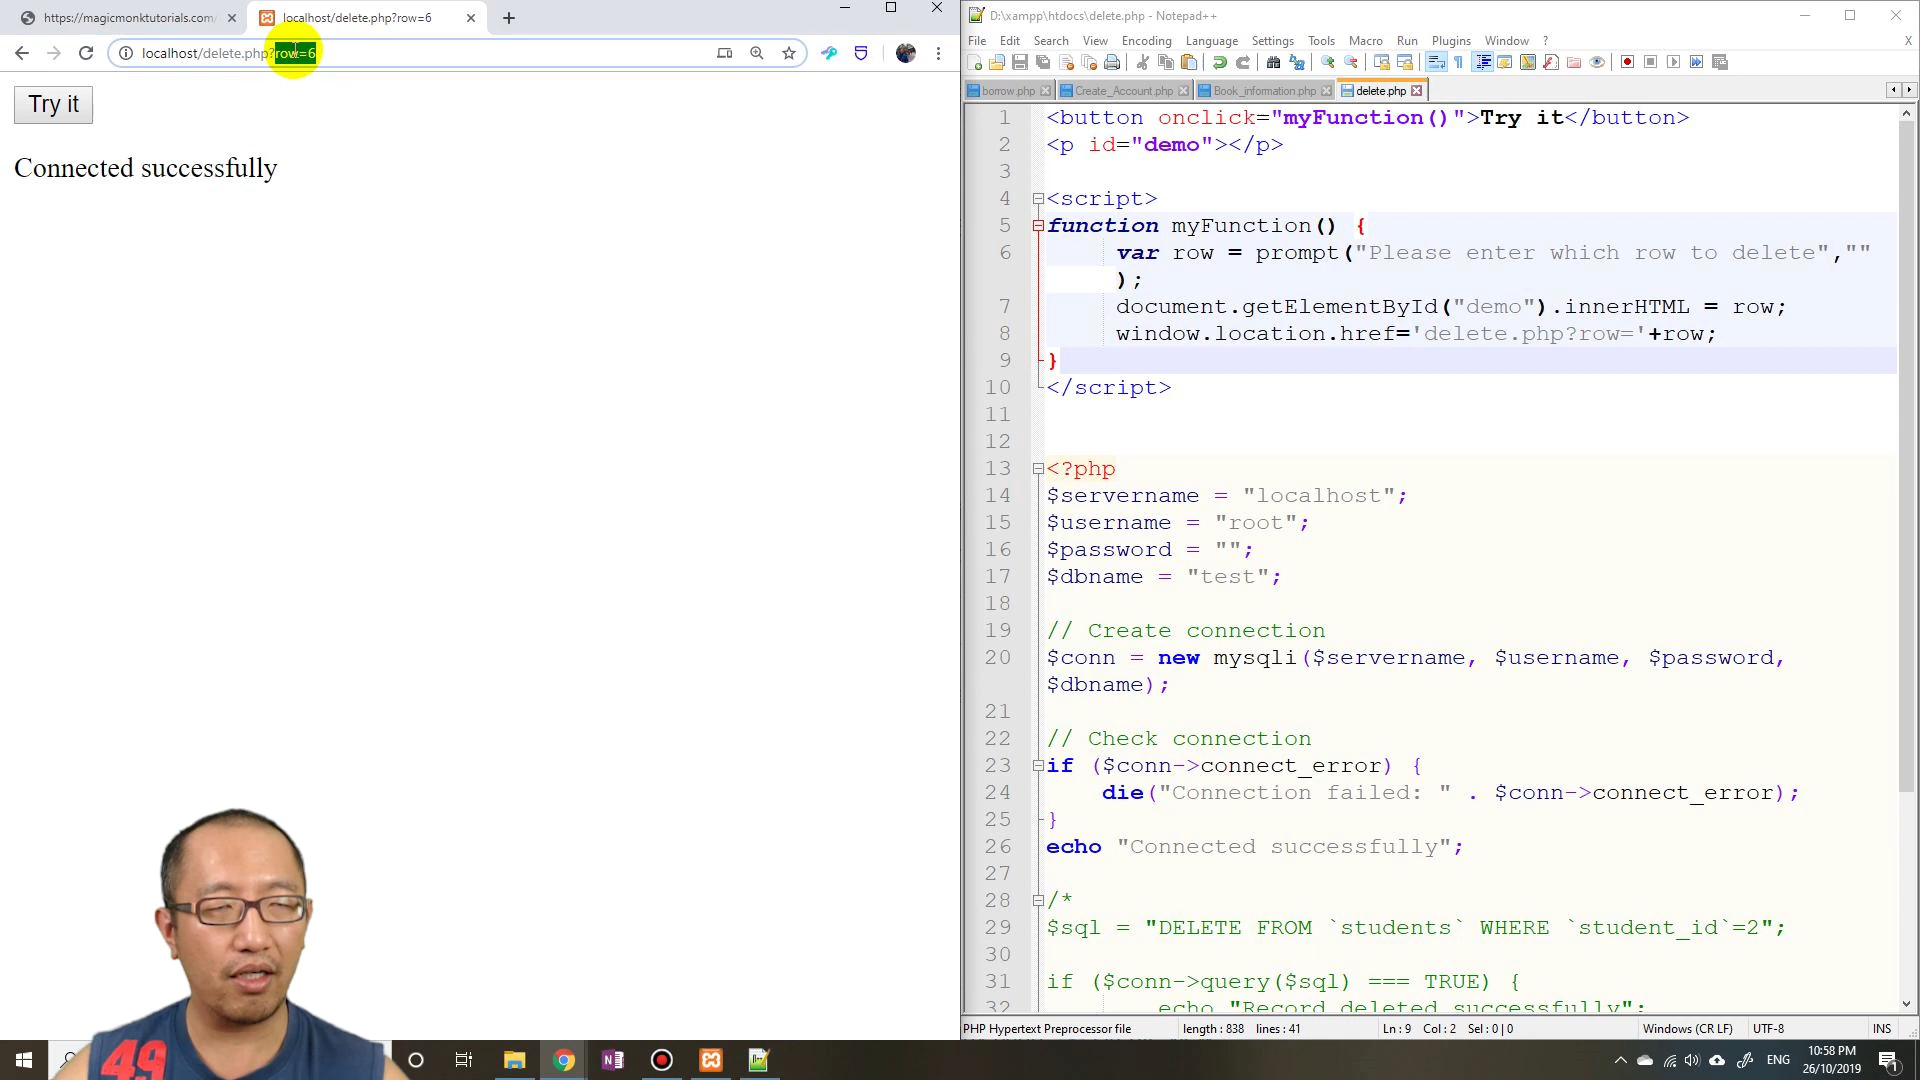 https://magicmonktutorials.com/
localhost/delete.php?row=6
localhost/delete.php?row=6
Try it
Connected successfully
D:\xampp\htdocs\delete.php - Notepad++
File Edit Search View Encoding Language Settings Tools Macro Run Plugins Window ?
X
borrow.php
Create_Account.php
Book_information.php
delete.php
1 <button onclick="myFunction()">Try it</button>
2 <p id="demo"></p>
3
4 <script>
5 function myFunction() {
6 var row = prompt("Please enter which row to delete",""
);
7 document.getElementById("demo").innerHTML = row;
8 window.location.href='delete.php?row='+row;
9 }
10 </script>
11
12
13 <?php
14 $servername = "localhost";
15 $username = "root";
16 $password = "";
17 $dbname = "test";
18
19 // Create connection
20 $conn = new mysqli($servername, $username, $password,
$dbname);
21
22 // Check connection
23 if ($conn->connect_error) {
24 die("Connection failed: " . $conn->connect_error);
25 }
26 echo "Connected successfully";
27
28 /*
29 $sql = "DELETE FROM `students` WHERE `student_id`=2";
30
31 if ($conn->query($sql) === TRUE) {
32 echo "Record deleted successfully";
PHP Hypertext Preprocessor file length : 838 lines : 41 Ln : 9 Col : 2 Sel : 0 | 0 Windows (CR LF) UTF-8 INS
49
ENG
10:58 PM
26/10/2019
1